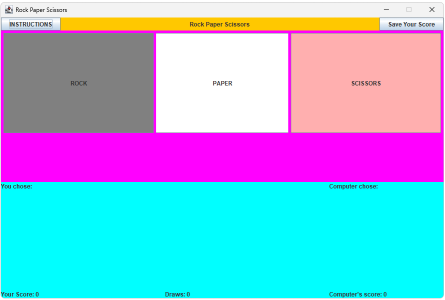 Rock Paper Scissors
INSTRUCTIONS Rock Paper Scissors Save Your Score
ROCK PAPER SCISSORS
You chose: Computer chose:
Your Score: 0 Draws: 0 Computer's score: 0